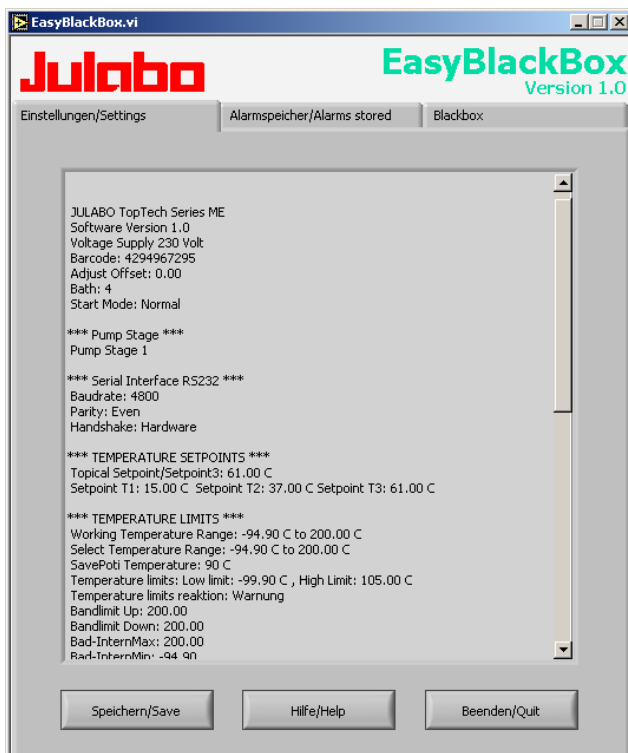 EasyBlackBox.vi
Julabo
EasyBlackBox
Version 1.0
Einstellungen/Settings
Alarmspeicher/Alarms stored
Blackbox
JULABO TopTech Series ME
Software Version 1.0
Voltage Supply 230 Volt
Barcode: 4294967295
Adjust Offset: 0.00
Bath: 4
Start Mode: Normal
*** Pump Stage ***
Pump Stage 1
*** Serial Interface RS232 ***
Baudrate: 4800
Parity: Even
Handshake: Hardware
*** TEMPERATURE SETPOINTS ***
Topical Setpoint/Setpoint3: 61.00 C
Setpoint T1: 15.00 C Setpoint T2: 37.00 C Setpoint T3: 61.00 C
*** TEMPERATURE LIMITS ***
Working Temperature Range: -94.90 C to 200.00 C
Select Temperature Range: -94.90 C to 200.00 C
SavePoti Temperature: 90 C
Temperature limits: Low limit: -99.90 C , High Limit: 105.00 C
Temperature limits reaktion: Warnung
Bandlimit Up: 200.00
Bandlimit Down: 200.00
Bad-InternMax: 200.00
Bad-InternMin: -94.90
Speichern/Save
Hilfe/Help
Beenden/Quit